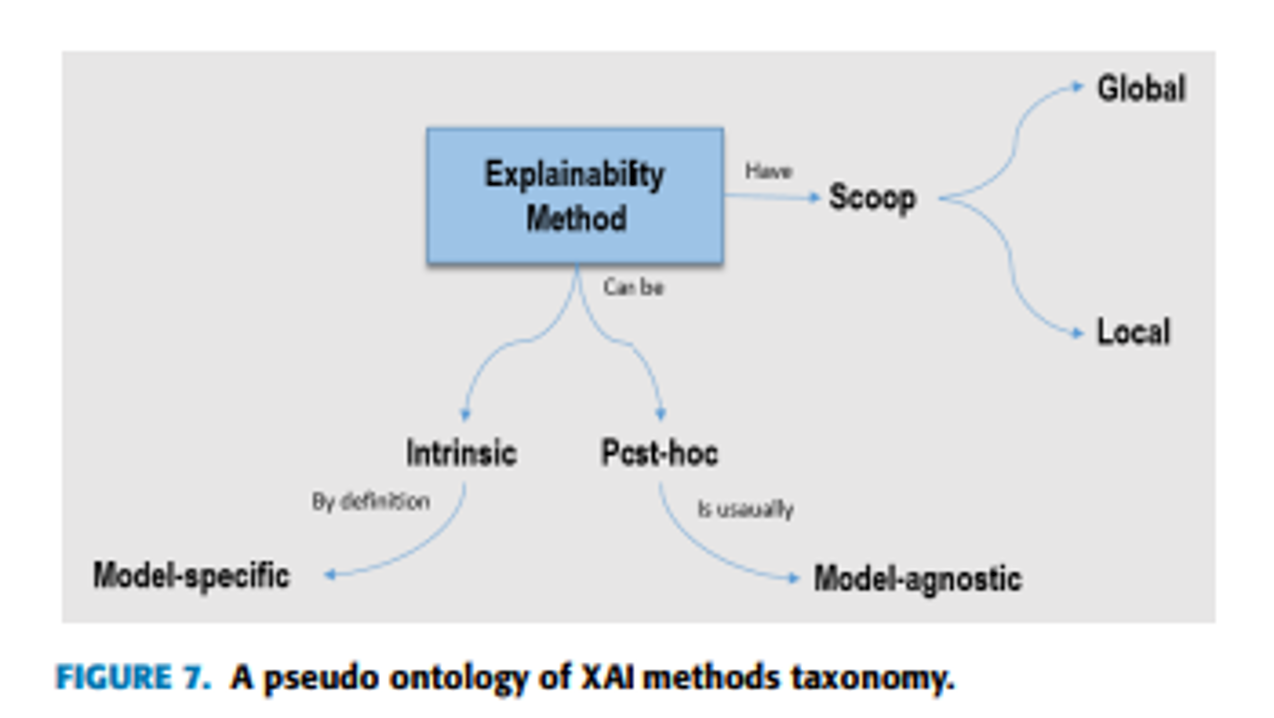 Global
Explainability
Method
Have
Scoop
Can be
Local
Intrinsic
Post-hoc
By definition
Is usaually
Model-specific
Model-agnostic
FIGURE 7. A pseudo ontology of XAI methods taxonomy.